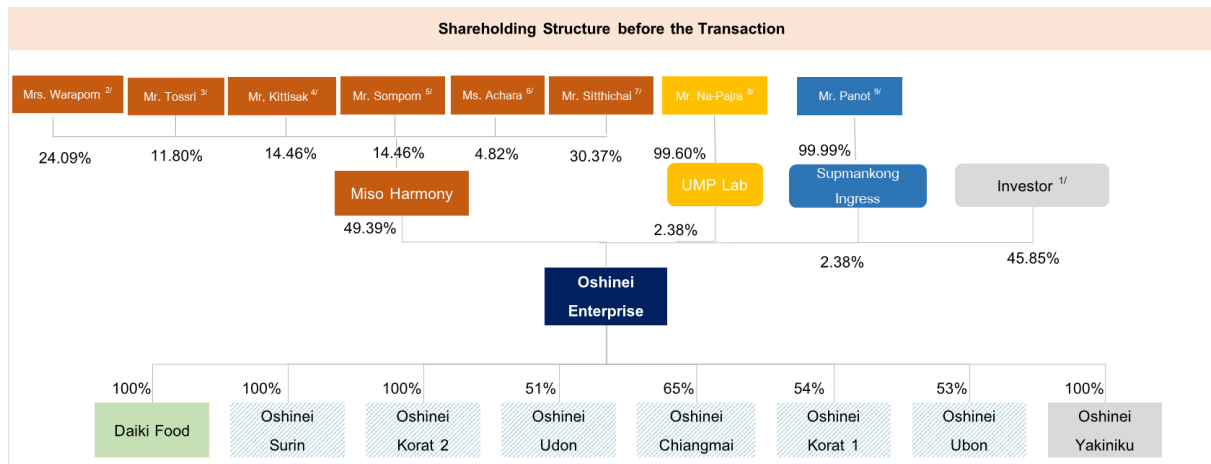 Shareholding Structure before the Transaction
Mrs. Waraporn 2/
Mr. Tossri 3/
Mr, Kittisak 4/
Mr. Somporn 5/
Ms. Achara 6/
Mr. Sitthichai 7/
Mr. Na-Pajra 8/
Mr. Panot 9/
24.09%
11.80%
14.46%
14.46%
4.82%
30.37%
99.60%
99.99%
Miso Harmony
UMP Lab
Supmankong
Ingress
Investor 1/
49.39%
2.38%
2.38%
45.85%
Oshinei
Enterprise
100%
100%
100%
51%
65%
54%
53%
100%
Daiki Food
Oshinei
Surin
Oshinei
Korat 2
Oshinei
Udon
Oshinei
Chiangmai
Oshinei
Korat 1
Oshinei
Ubon
Oshinei
Yakiniku